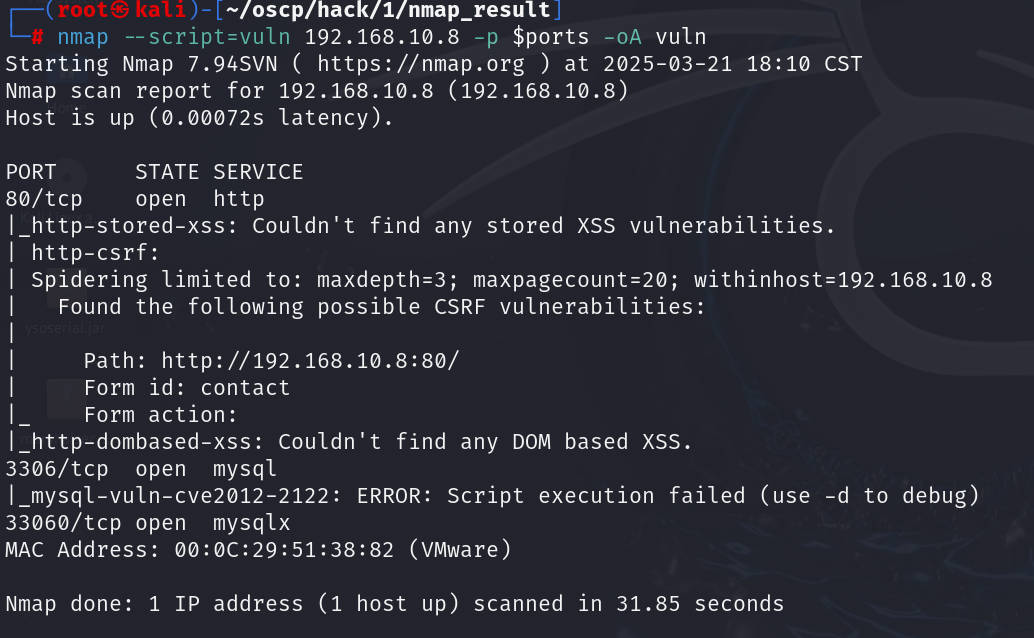 ┌──(root㉿kali)-[~/oscp/hack/1/nmap_result]
└─# nmap --script=vuln 192.168.10.8 -p $ports -oA vuln
Starting Nmap 7.94SVN ( https://nmap.org ) at 2025-03-21 18:10 CST
Nmap scan report for 192.168.10.8 (192.168.10.8)
Host is up (0.00072s latency).

PORT      STATE SERVICE
80/tcp    open  http
|_http-stored-xss: Couldn't find any stored XSS vulnerabilities.
| http-csrf:
| Spidering limited to: maxdepth=3; maxpagecount=20; withinhost=192.168.10.8
|   Found the following possible CSRF vulnerabilities:
|
|     Path: http://192.168.10.8:80/
|     Form id: contact
|_    Form action:
|_http-dombased-xss: Couldn't find any DOM based XSS.
3306/tcp  open  mysql
|_mysql-vuln-cve2012-2122: ERROR: Script execution failed (use -d to debug)
33060/tcp open  mysqlx
MAC Address: 00:0C:29:51:38:82 (VMware)

Nmap done: 1 IP address (1 host up) scanned in 31.85 seconds
ysoserial.jar